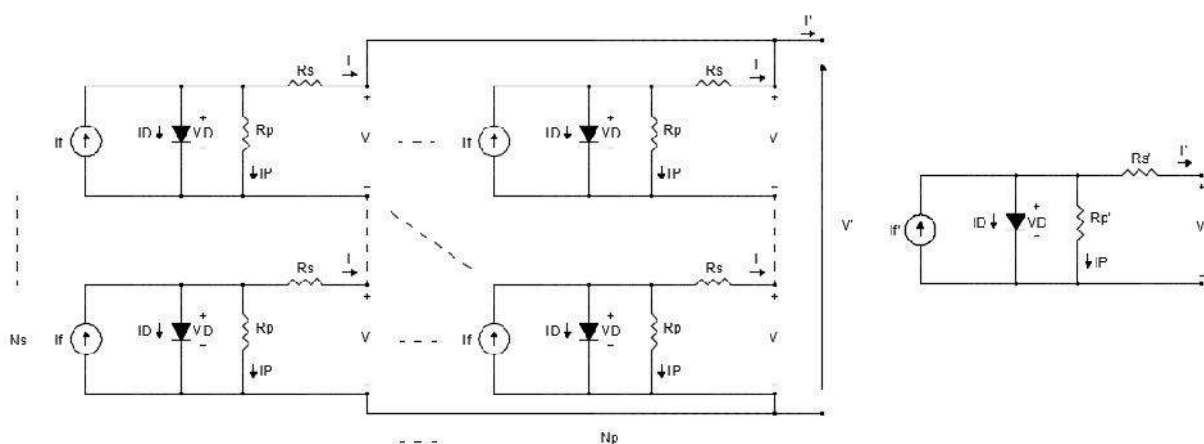 I'
I
Rs
I
Rs
If
ID
+
VD
–
Rp
IP
+
V
–
If
ID
+
VD
–
Rp
IP
+
V
–
V'
I
Rs
I
Rs
Ns
If
ID
+
VD
–
Rp
IP
+
V
–
If
ID
+
VD
–
Rp
IP
+
V
–
Np
I'
Rs'
If'
ID
+
VD
–
Rp'
IP
+
V
–